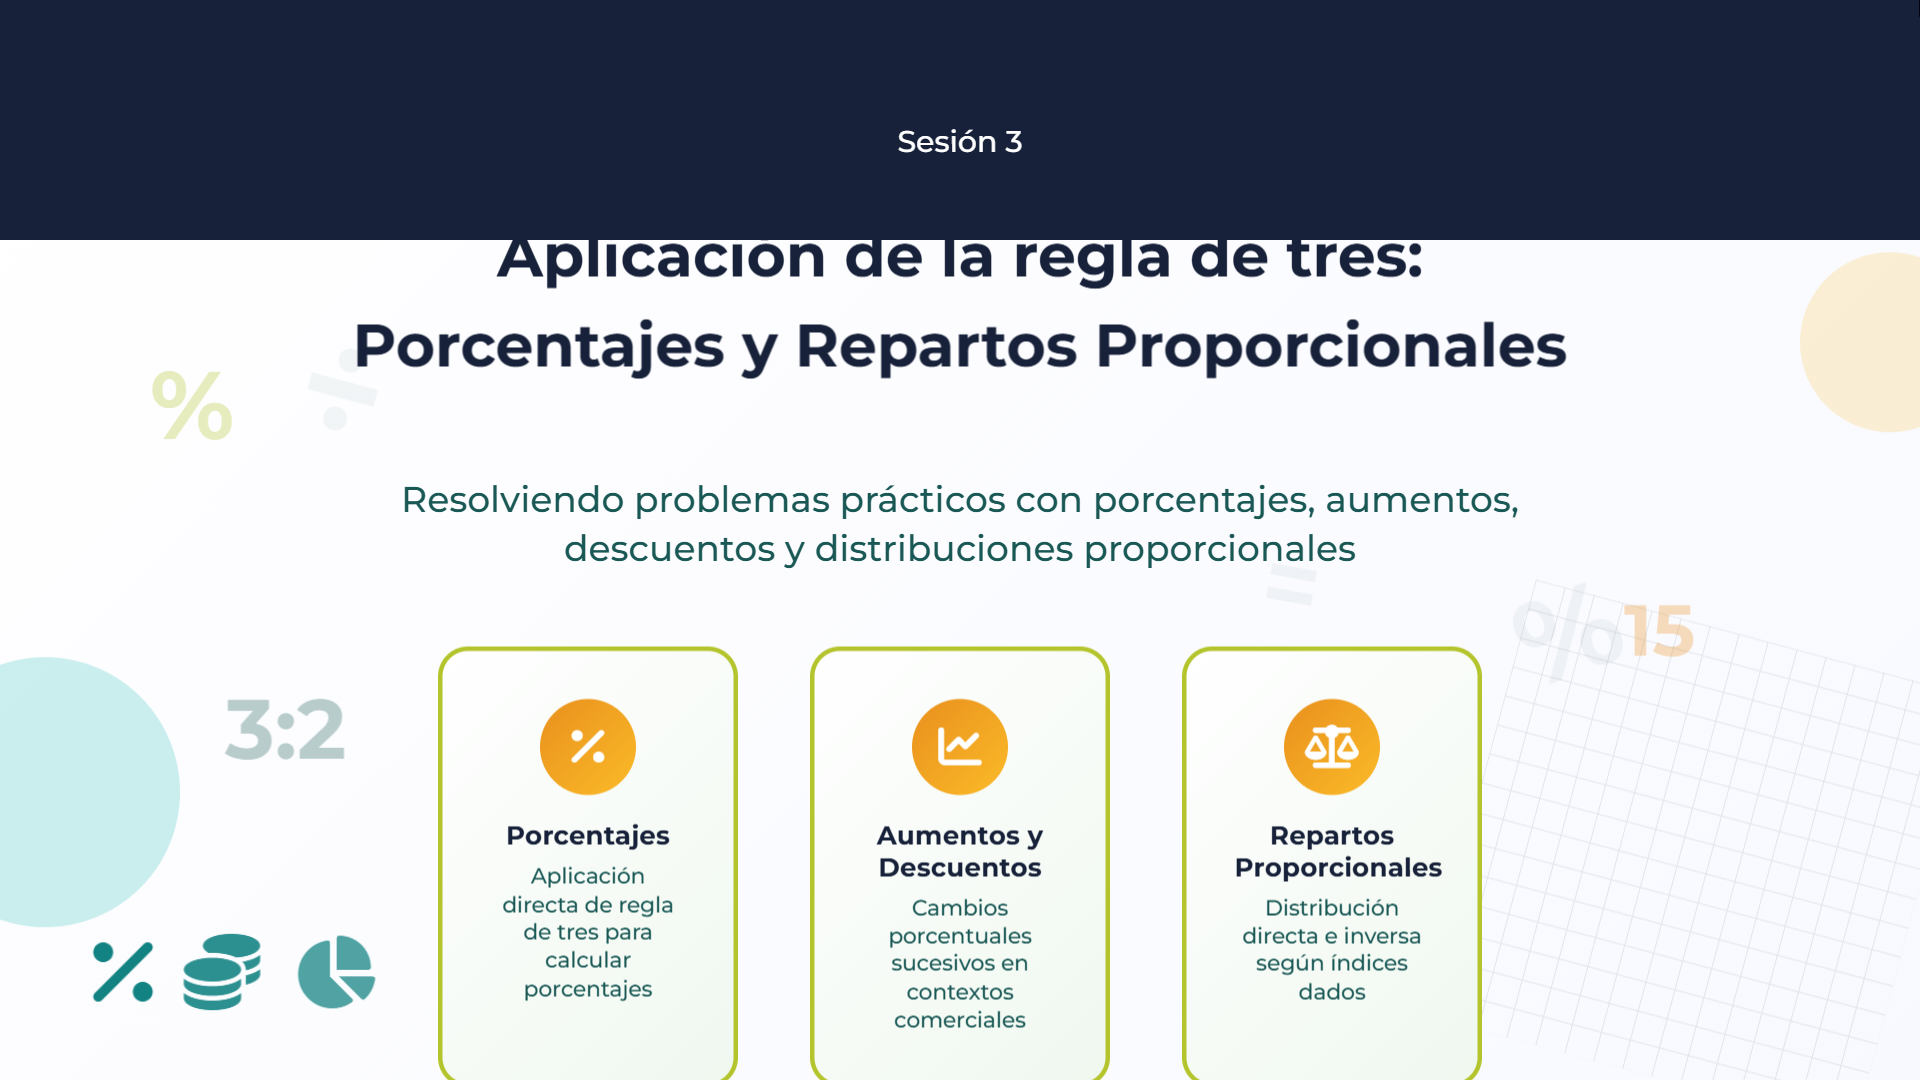 Sesión 3
Aplicación de la regla de tres:
Porcentajes y Repartos Proporcionales
% ÷
Resolviendo problemas prácticos con porcentajes, aumentos,
descuentos y distribuciones proporcionales
=
%
15
3:2
%
Porcentajes
Aplicación
directa de regla
de tres para
calcular
porcentajes
Aumentos y
Descuentos
Cambios
porcentuales
sucesivos en
contextos
comerciales
Repartos
Proporcionales
Distribución
directa e inversa
según índices
dados
%